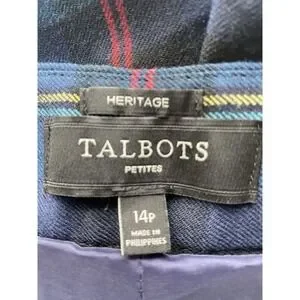 HERITAGE
TALBOTS
PETITES
14P
MADE IN
PHILIPPINES